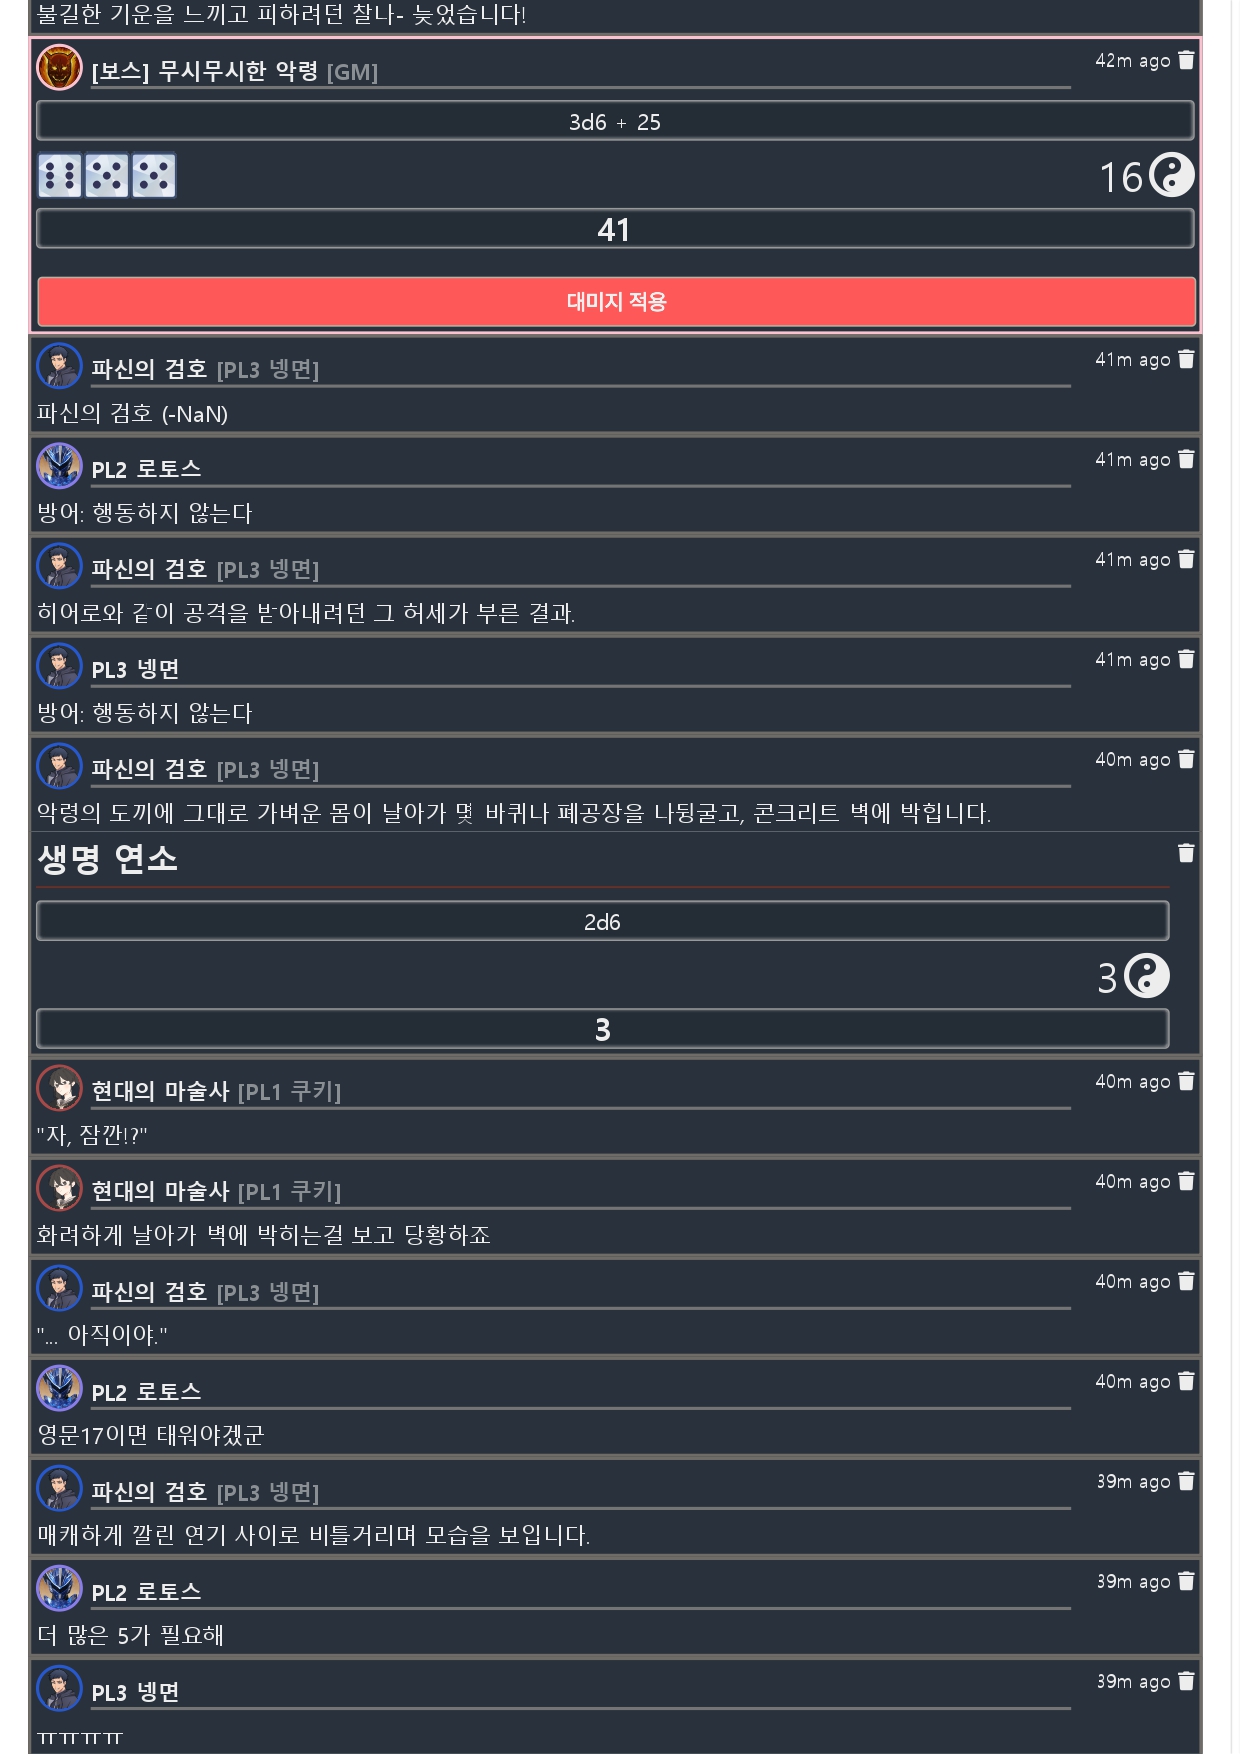 불길한 기운을 느끼고 피하려던 찰나- 늦었습니다!
[보스] 무시무시한 악령 [GM] 42m ago
3d6 + 25
16
41
대미지 적용
파신의 검호 [PL3 넹면] 41m ago
파신의 검호 (-NaN)
PL2 로토스 41m ago
방어: 행동하지 않는다
파신의 검호 [PL3 넹면] 41m ago
히어로와 같이 공격을 받아내려던 그 허세가 부른 결과.
PL3 넹면 41m ago
방어: 행동하지 않는다
파신의 검호 [PL3 넹면] 40m ago
악령의 도끼에 그대로 가벼운 몸이 날아가 몇 바퀴나 폐공장을 나뒹굴고, 콘크리트 벽에 박힙니다.
생명 연소
2d6
3
3
현대의 마술사 [PL1 쿠키] 40m ago
"자, 잠깐!?"
현대의 마술사 [PL1 쿠키] 40m ago
화려하게 날아가 벽에 박히는걸 보고 당황하죠
파신의 검호 [PL3 넹면] 40m ago
"... 아직이야."
PL2 로토스 40m ago
영문17이면 태워야겠군
파신의 검호 [PL3 넹면] 39m ago
매캐하게 깔린 연기 사이로 비틀거리며 모습을 보입니다.
PL2 로토스 39m ago
더 많은 5가 필요해
PL3 넹면 39m ago
ㅠㅠㅠㅠ